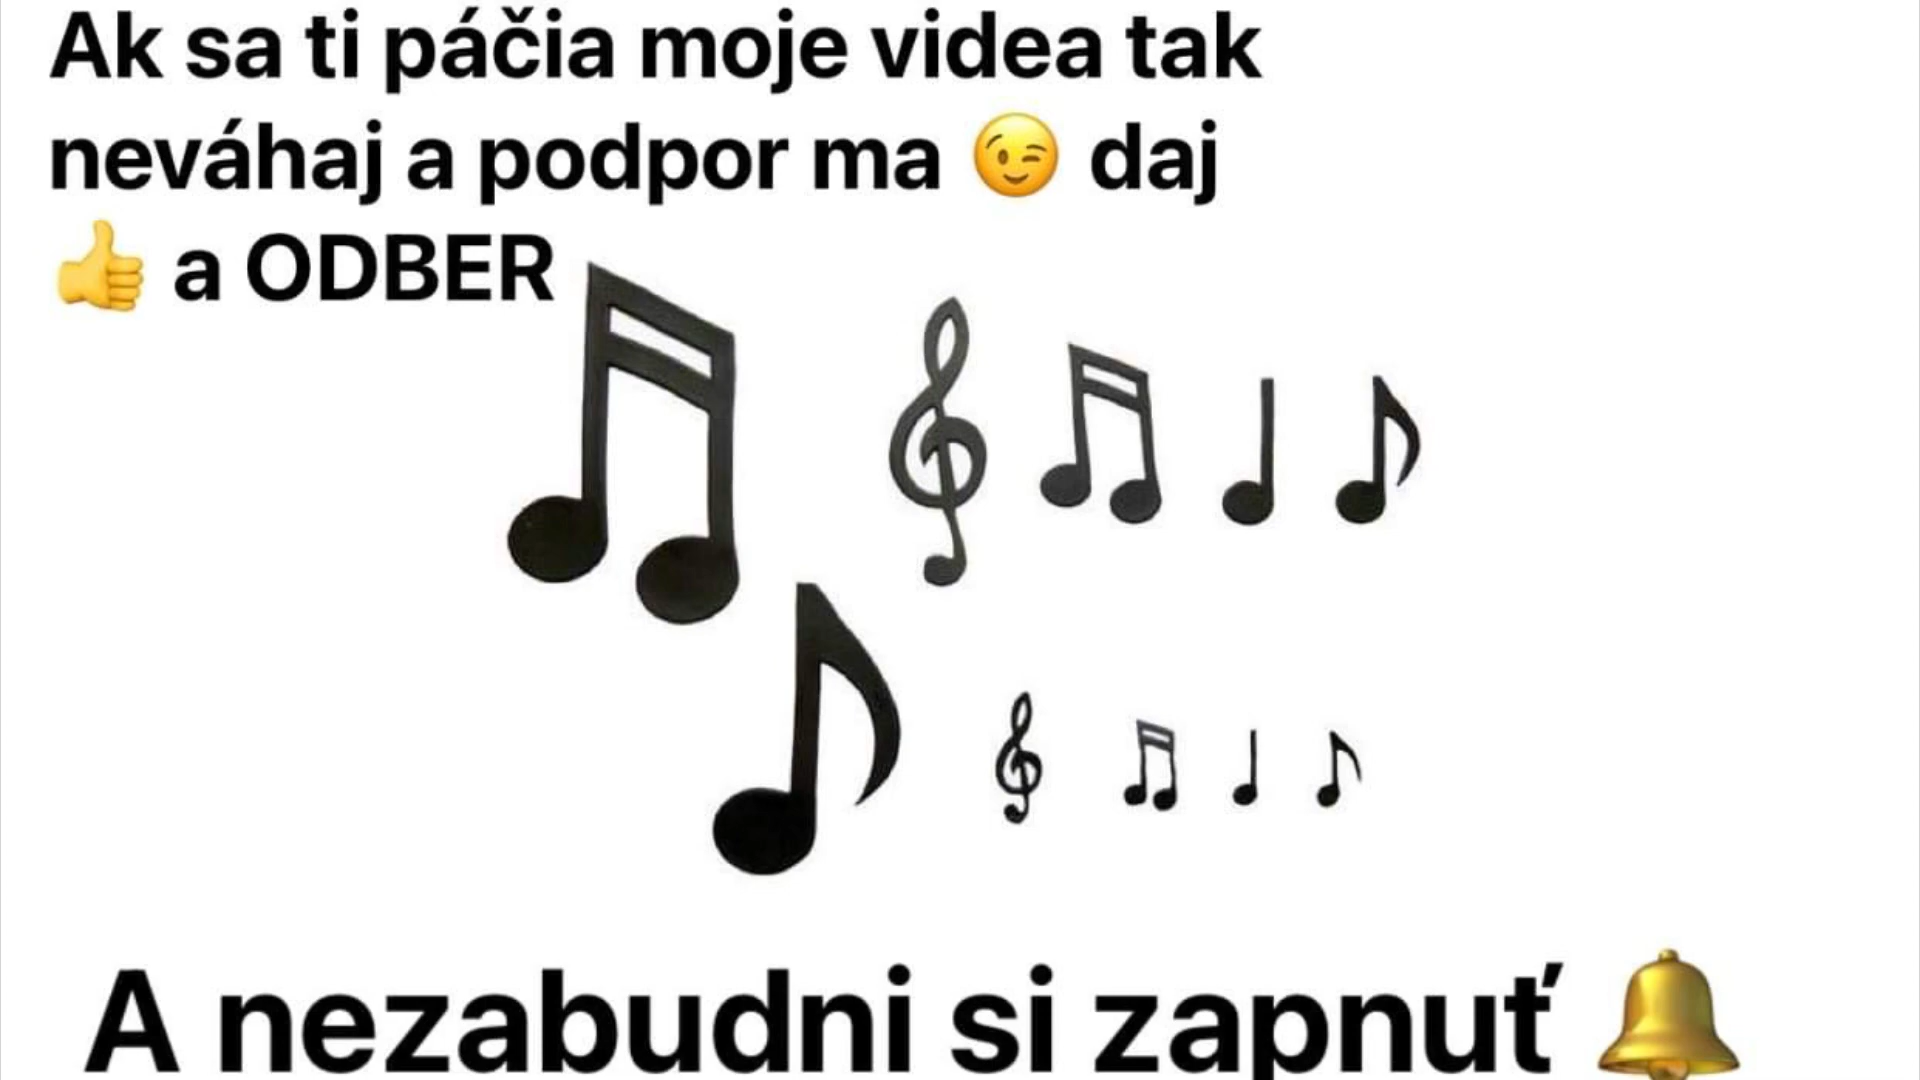 Ak sa ti páčia moje videa tak
neváhaj a podpor ma 😉 daj
👍 a ODBER
A nezabudni si zapnuť 🔔